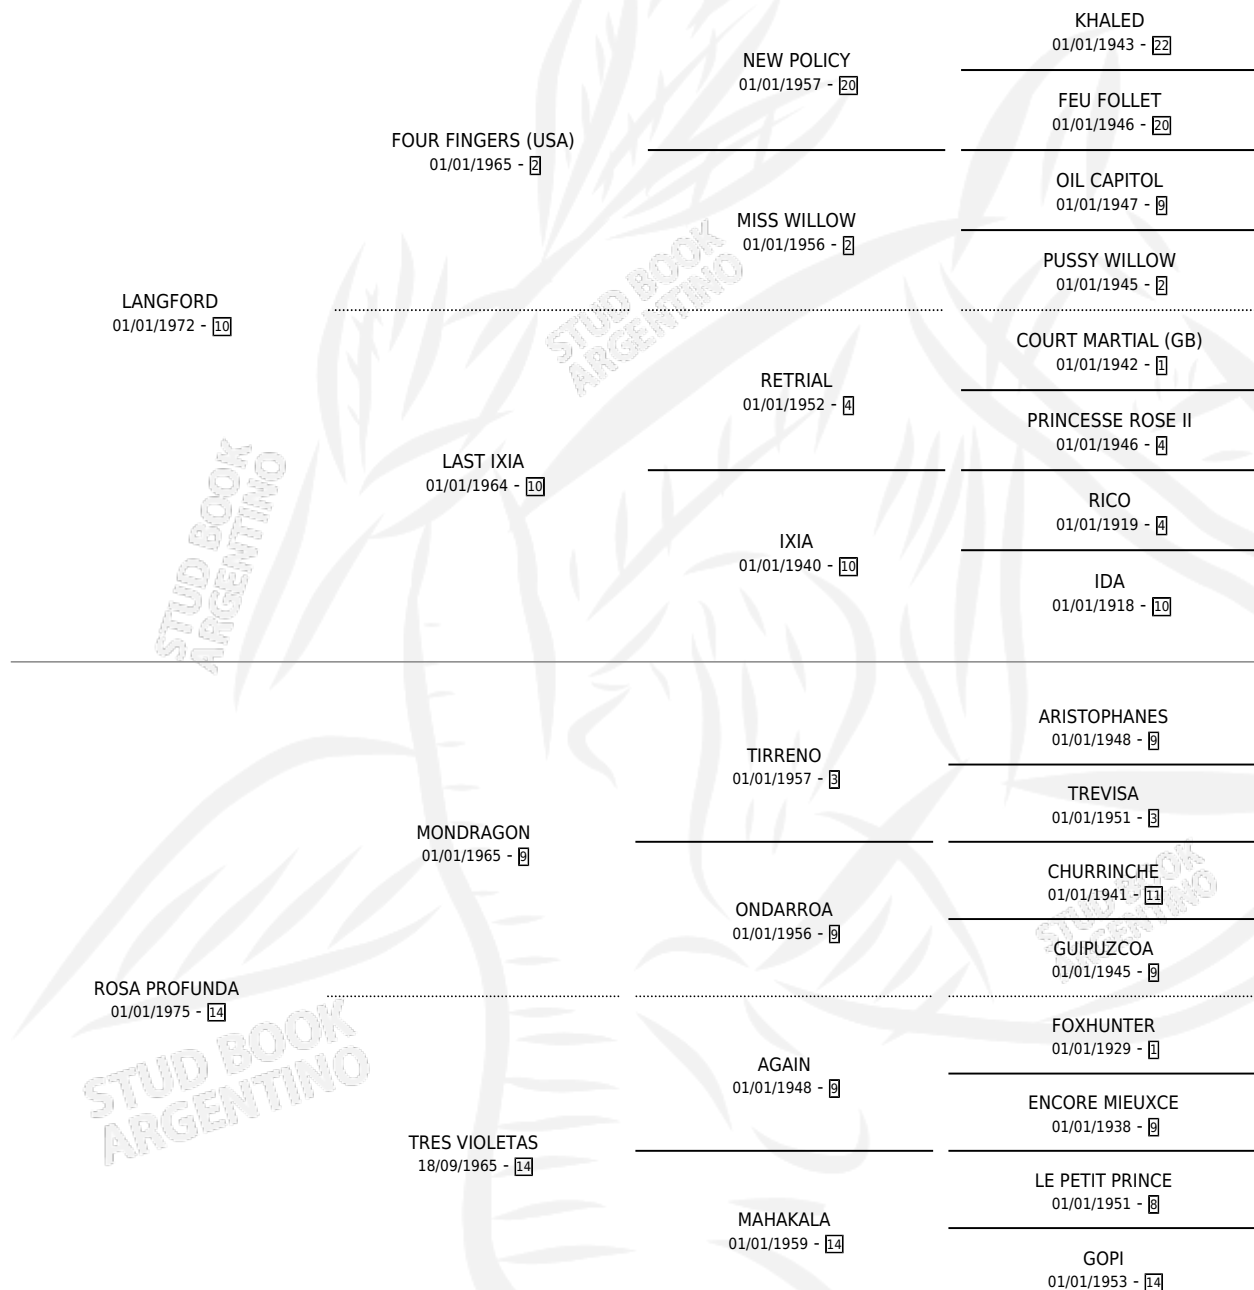 KHALED
01/01/1943 - 22
NEW POLICY
01/01/1957 - 20
FEU FOLLET
01/01/1946 - 20
FOUR FINGERS (USA)
01/01/1965 - 2
OIL CAPITOL
01/01/1947 - 9
MISS WILLOW
01/01/1956 - 2
PUSSY WILLOW
01/01/1945 - 2
LANGFORD
01/01/1972 - 10
STUD BOOK
ARGENTINO
COURT MARTIAL (GB)
01/01/1942 - 1
RETRIAL
01/01/1952 - 4
PRINCESSE ROSE II
01/01/1946 - 4
LAST IXIA
01/01/1964 - 10
RICO
01/01/1919 - 4
IXIA
01/01/1940 - 10
IDA
01/01/1918 - 10
STUD BOOK
ARGENTINO
ARISTOPHANES
01/01/1948 - 9
TIRRENO
01/01/1957 - 3
TREVISA
01/01/1951 - 3
MONDRAGON
01/01/1965 - 9
CHURRINCHE
01/01/1941 - 11
ONDARROA
01/01/1956 - 9
GUIPUZCOA
01/01/1945 - 9
STUD BOOK
ARGENTINO
ROSA PROFUNDA
01/01/1975 - 14
FOXHUNTER
01/01/1929 - 1
AGAIN
01/01/1948 - 9
ENCORE MIEUXCE
01/01/1938 - 9
STUD BOOK
ARGENTINO
TRES VIOLETAS
18/09/1965 - 14
LE PETIT PRINCE
01/01/1951 - 8
MAHAKALA
01/01/1959 - 14
GOPI
01/01/1953 - 14